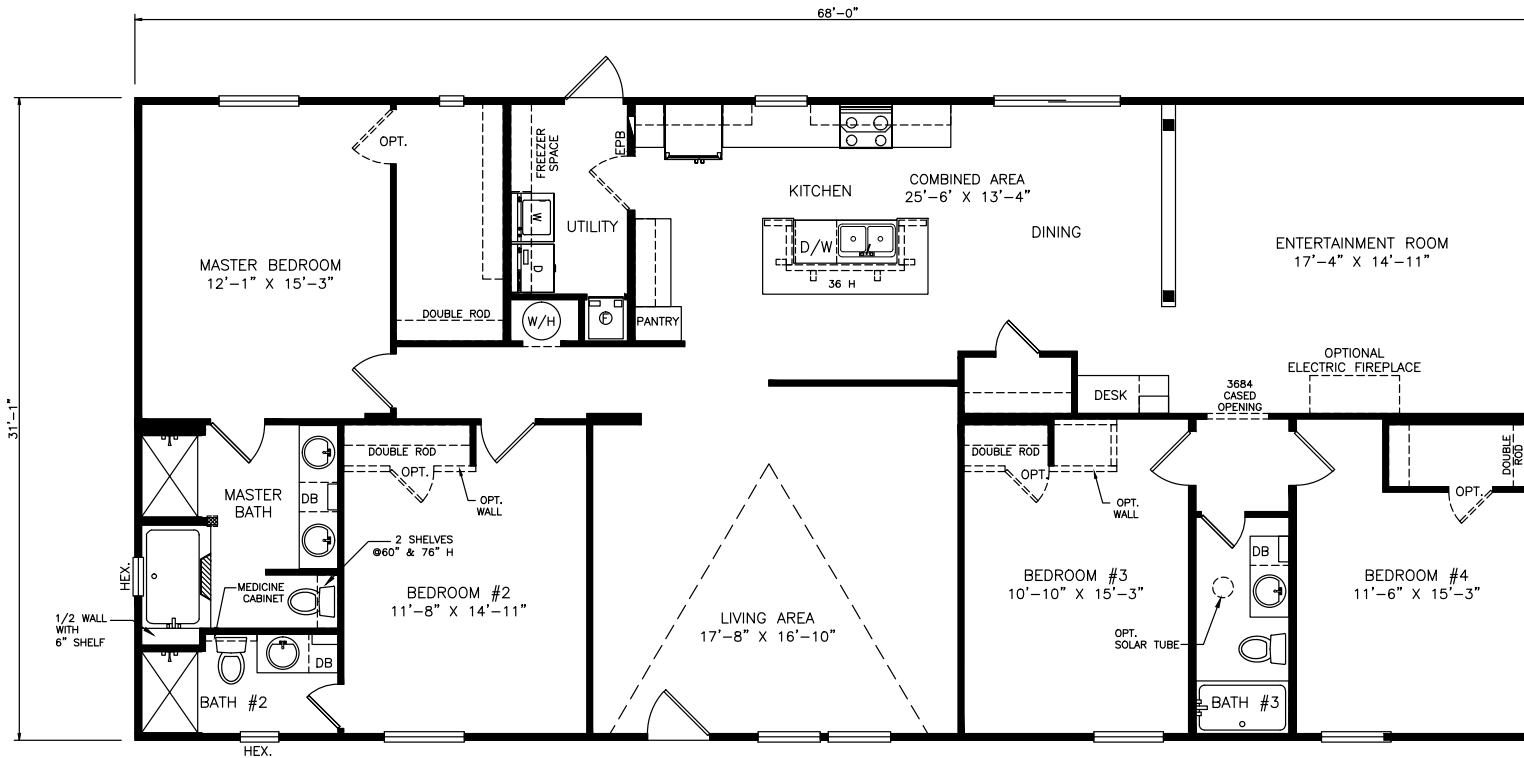 68'-0"
31'-1"
OPT.
FREEZER
SPACE
EPB
W
D
UTILITY
KITCHEN
COMBINED AREA
25'-6' X 13'-4"
DINING
ENTERTAINMENT ROOM
17'-4" X 14'-11"
MASTER BEDROOM
12'-1" X 15'-3"
D/W
36 H
DOUBLE ROD
W/H
F
PANTRY
OPTIONAL
ELECTRIC FIREPLACE
DESK
3684
CASED
OPENING
DOUBLE ROD
OPT.
OPT.
WALL
MASTER
BATH
DB
2 SHELVES
@60" & 76" H
HEX.
MEDICINE
CABINET
1/2 WALL
WITH
6" SHELF
BEDROOM #2
11'-8" X 14'-11"
LIVING AREA
17'-8" X 16'-10"
DOUBLE ROD
OPT.
OPT.
WALL
BEDROOM #3
10'-10" X 15'-3"
OPT.
SOLAR TUBE
DB
DOUBLE
ROD
OPT.
BEDROOM #4
11'-6" X 15'-3"
DB
BATH #2
BATH #3
HEX.